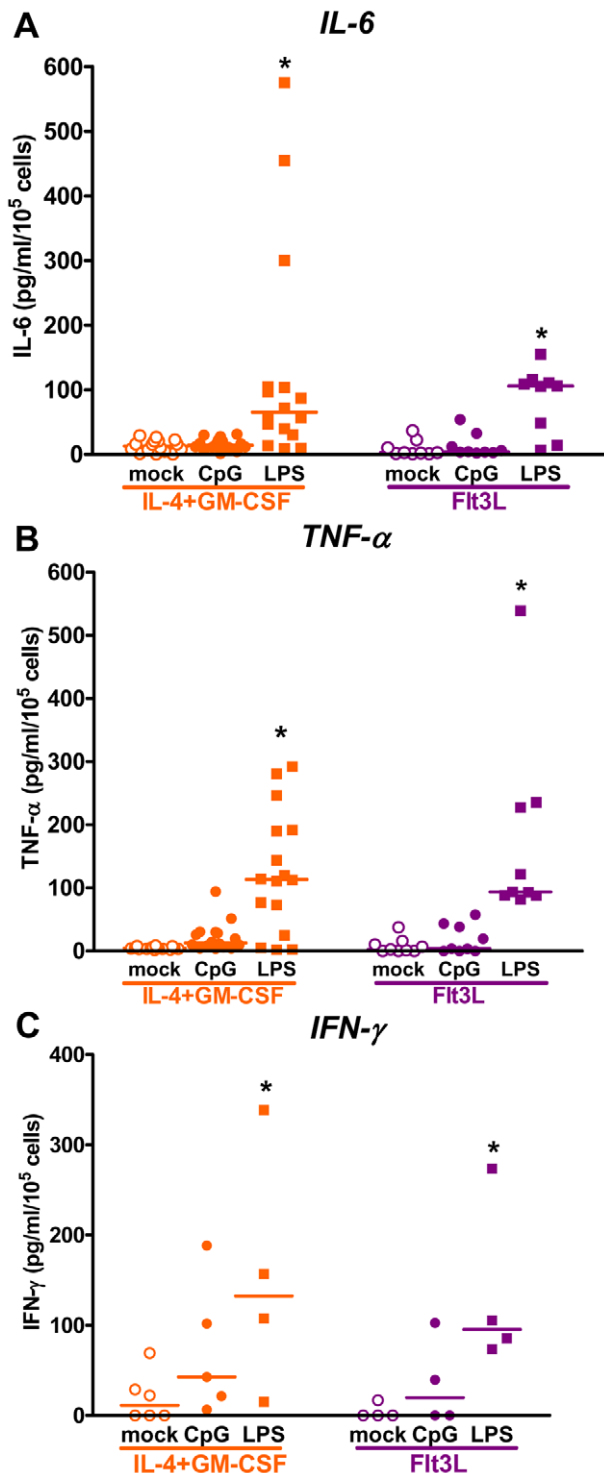 A
IL-6
*
600
500
400
300
200
100
0
IL-6 (pg/ml/10⁵ cells)
*
mock CpG LPS mock CpG LPS
IL-4+GM-CSF Flt3L
B
TNF-α
600
500
400
300
200
100
0
TNF-α (pg/ml/10⁵ cells)
*
*
mock CpG LPS mock CpG LPS
IL-4+GM-CSF Flt3L
C
IFN-γ
400
300
200
100
0
IFN-γ (pg/ml/10⁵ cells)
*
*
mock CpG LPS mock CpG LPS
IL-4+GM-CSF Flt3L